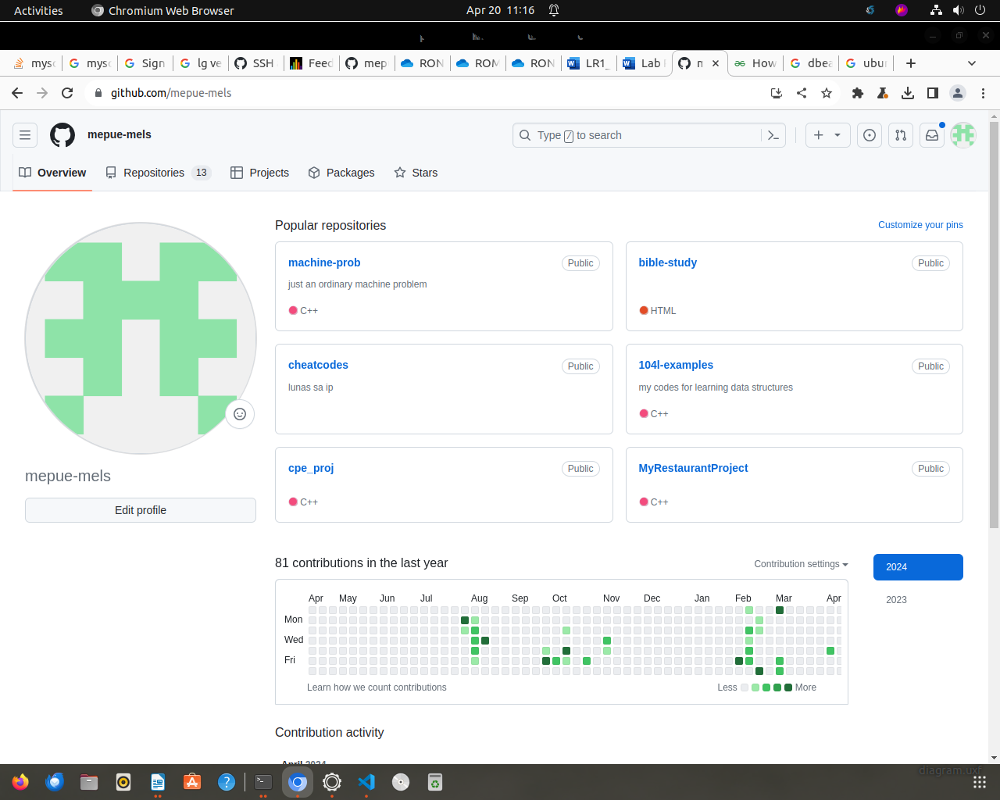 Activities
Chromium Web Browser
Apr 20 11:16
myso
myso
Sign
lg ve
SSH
Feed
mep
RON
ROM
RON
LR1_
Lab
m
How
dbea
ubun
github.com/mepue-mels
mepue-mels
Type / to search
Overview
Repositories 13
Projects
Packages
Stars
Popular repositories
Customize your pins
machine-prob
Public
just an ordinary machine problem
C++
bible-study
Public
HTML
cheatcodes
Public
lunas sa ip
104l-examples
Public
my codes for learning data structures
C++
cpe_proj
Public
C++
MyRestaurantProject
Public
C++
mepue-mels
Edit profile
81 contributions in the last year
Contribution settings
2024
2023
Apr May Jun Jul Aug Sep Oct Nov Dec Jan Feb Mar Apr
Mon
Wed
Fri
Learn how we count contributions
Less
More
Contribution activity
April 2024
diagram.uxf